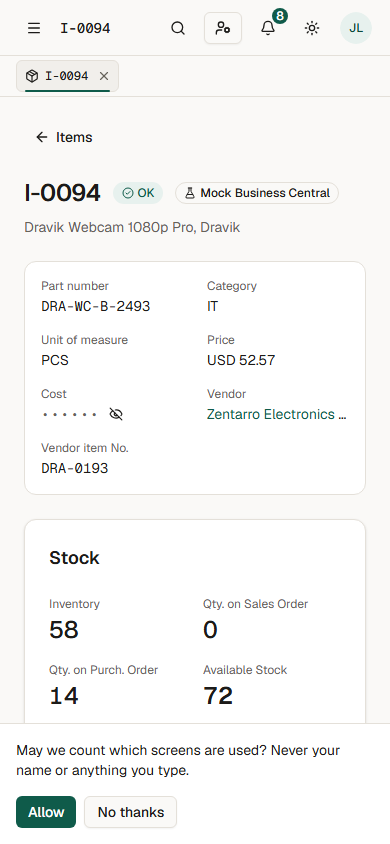 I-0094
8
JL
I-0094
Items
I-0094
OK
Mock Business Central
Dravik Webcam 1080p Pro, Dravik
Part number
Category
DRA-WC-B-2493
IT
Unit of measure
Price
PCS
USD 52.57
Cost
Vendor
••••••
Zentarro Electronics …
Vendor item No.
DRA-0193
Stock
Inventory
Qty. on Sales Order
58
0
Qty. on Purch. Order
Available Stock
14
72
May we count which screens are used? Never your
name or anything you type.
Allow
No thanks